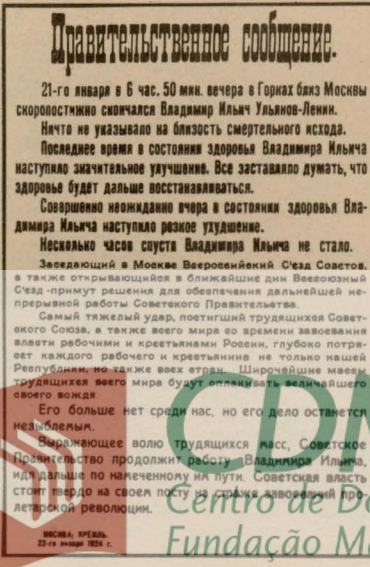 Правительственное сообщение.
21-го января в 6 час. 50 мин. вечера в Горках близ Москвы
скоропостижно скончался Владимир Ильич Ульянов-Ленин.
Ничто не указывало на близость смертельного исхода.
Последнее время в состоянии здоровья Владимира Ильича
наступило значительное улучшение. Все заставляло думать, что
здоровье будет дальше восстанавливаться.
Совершенно неожиданно вчера в состоянии здоровья Вла-
димира Ильича наступило резкое ухудшение.
Несколько часов спустя Владимира Ильича не стало.
Заседающий в Москве Всероссийский С'езд Советов,
а также открывающийся в ближайшие дни Всесоюзный
С'езд -примут решения для обеспечения дальнейшей не-
прерывной работы Советского Правительства.
Самый тяжелый удар, постигший трудящихся Совет-
ского Союза, а также всего мира во времени завоевания
власти рабочими и крестьянами России, глубоко потря-
сет каждого рабочего и крестьянина не только нашей
Республики, но также всех стран. Широчайшие массы
трудящихся всего мира будут оплакивать величайшего
своего вождя
Его больше нет среди нас, но его дело останется
незыблемым.
Выражающее волю трудящихся масс, Советское
Правительство продолжит работу Владимира Ильича,
идя дальше по намеченному им пути. Советская власть
стоит твердо на своем посту на страже завоеваний про-
летарской революции.
МОСКВА, КРЕМЛЬ.
22-го января 1924 г.
CDM
Centro de Do
Fundação Ma